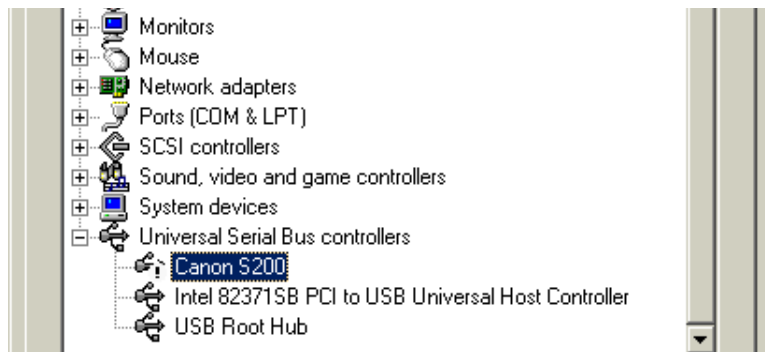 Monitors
Mouse
Network adapters
Ports (COM & LPT)
SCSI controllers
Sound, video and game controllers
System devices
Universal Serial Bus controllers
Canon S200
Intel 82371SB PCI to USB Universal Host Controller
USB Root Hub